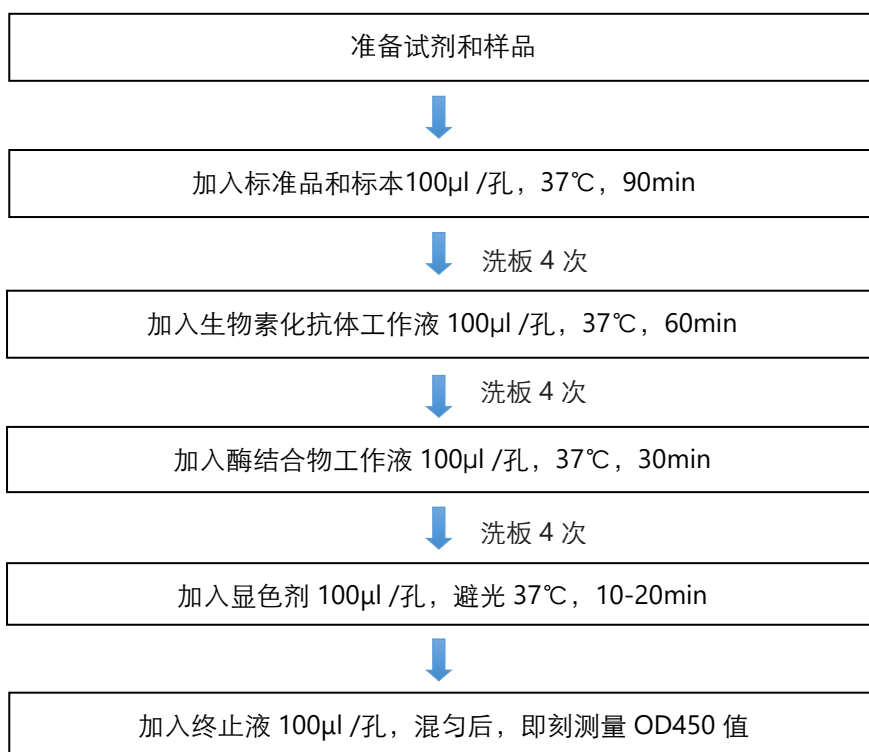 准备试剂和样品
加入标准品和标本100μl /孔，37℃，90min
洗板 4 次
加入生物素化抗体工作液 100μl /孔，37℃，60min
洗板 4 次
加入酶结合物工作液 100μl /孔，37℃，30min
洗板 4 次
加入显色剂 100μl /孔，避光 37℃，10-20min
加入终止液 100μl /孔，混匀后，即刻测量 OD450 值